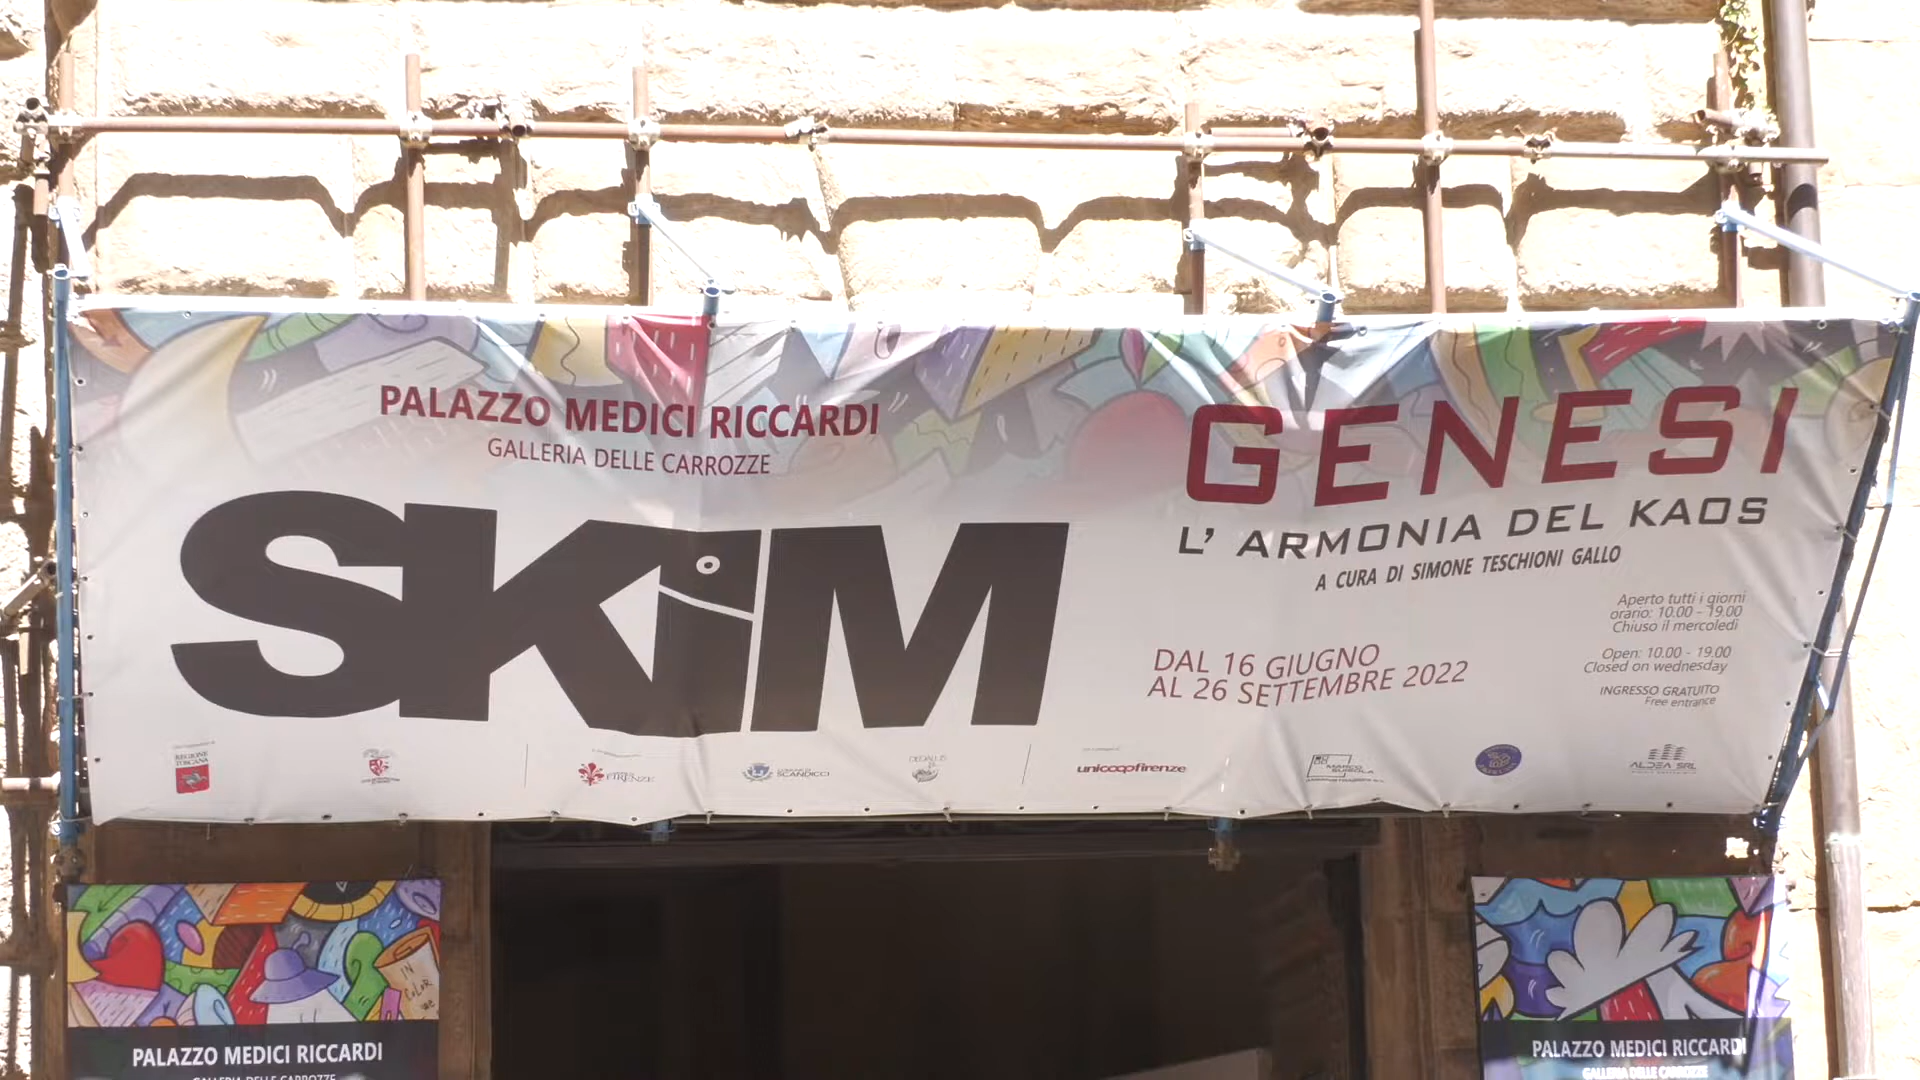 PALAZZO MEDICI RICCARDI
GALLERIA DELLE CARROZZE
SKiM
GENESI
L' ARMONIA DEL KAOS
A CURA DI SIMONE TESCHIONI GALLO
DAL 16 GIUGNO
AL 26 SETTEMBRE 2022
Aperto tutti i giorni
orario: 10.00 - 19.00
Chiuso il mercoledì
Open: 10.00 - 19.00
Closed on wednesday
INGRESSO GRATUITO
Free entrance
REGIONE
TOSCANA
FIRENZE
SCANDICCI
unicoopfirenze
ALDEA SRL
IN
CoLoR
PALAZZO MEDICI RICCARDI
GALLERIA DELLE CARROZZE
PALAZZO MEDICI RICCARDI
GALLERIA DELLE CARROZZE